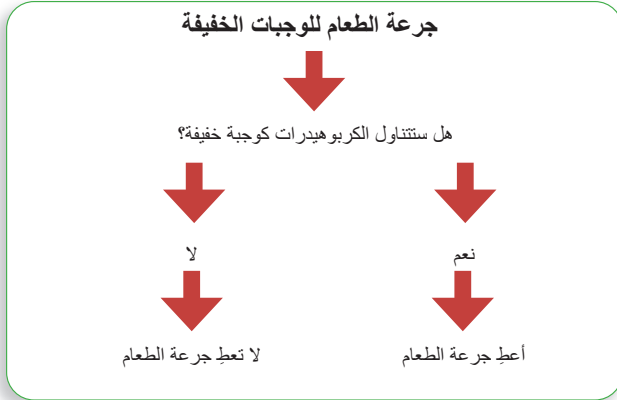 جرعة الطعام للوجبات الخفيفة
هل ستتناول الكربوهيدرات كوجبة خفيفة؟
نعم
لا
أعطِ جرعة الطعام
لا تعطِ جرعة الطعام